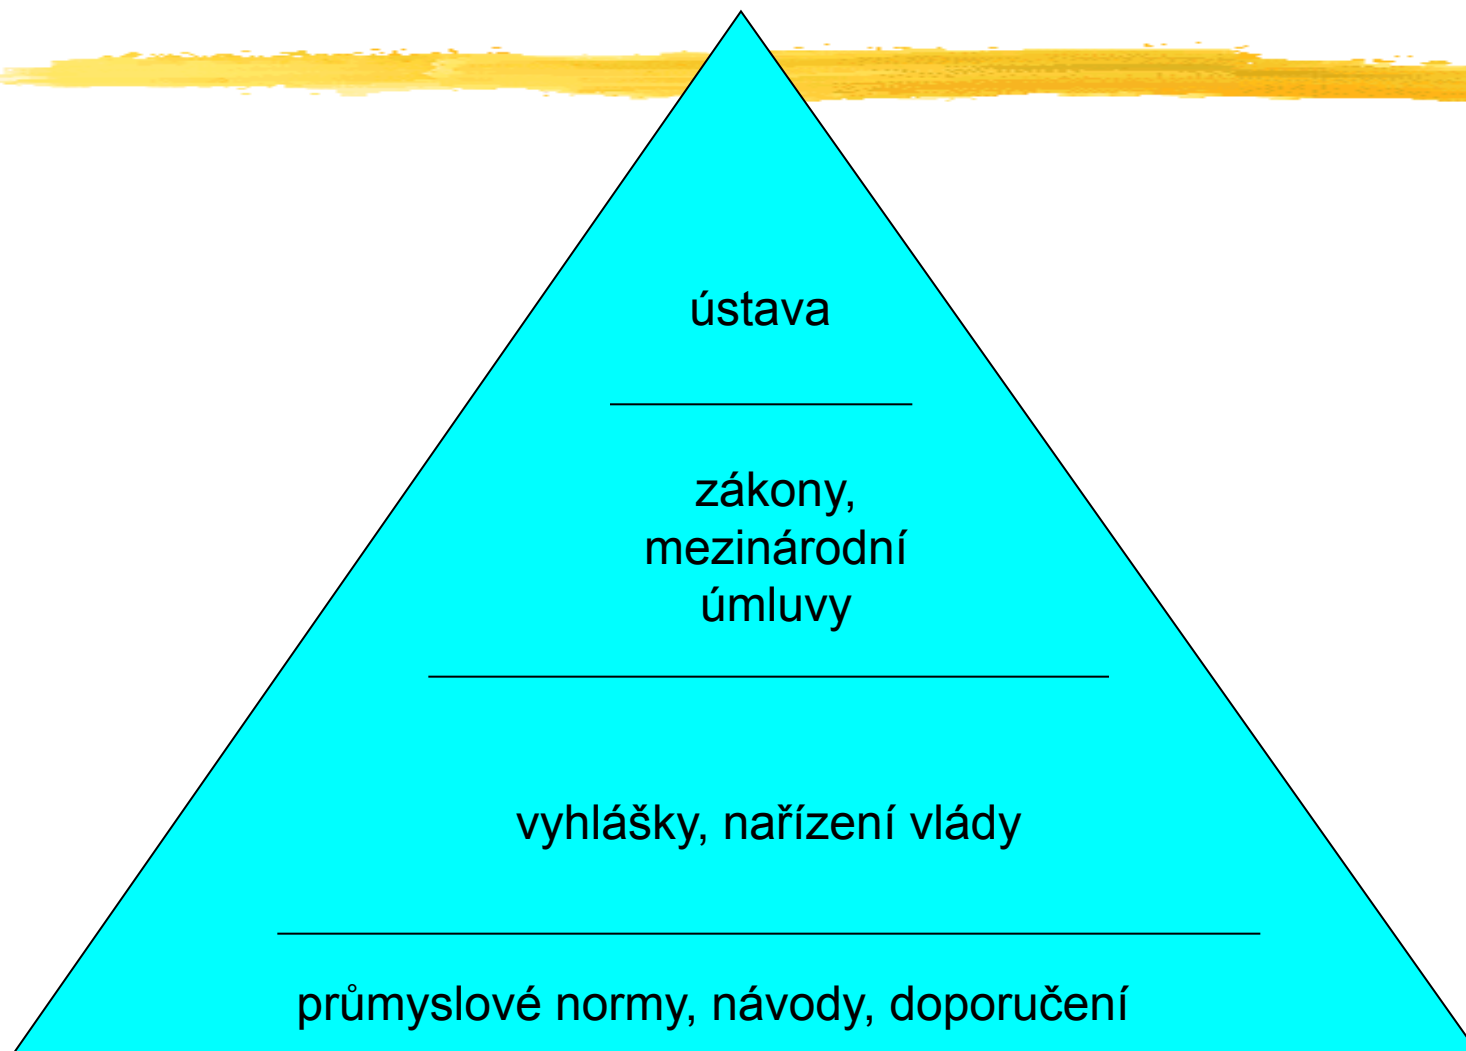 ústava
zákony,
mezinárodní
úmluvy
vyhlášky, nařízení vlády
průmyslové normy, návody, doporučení